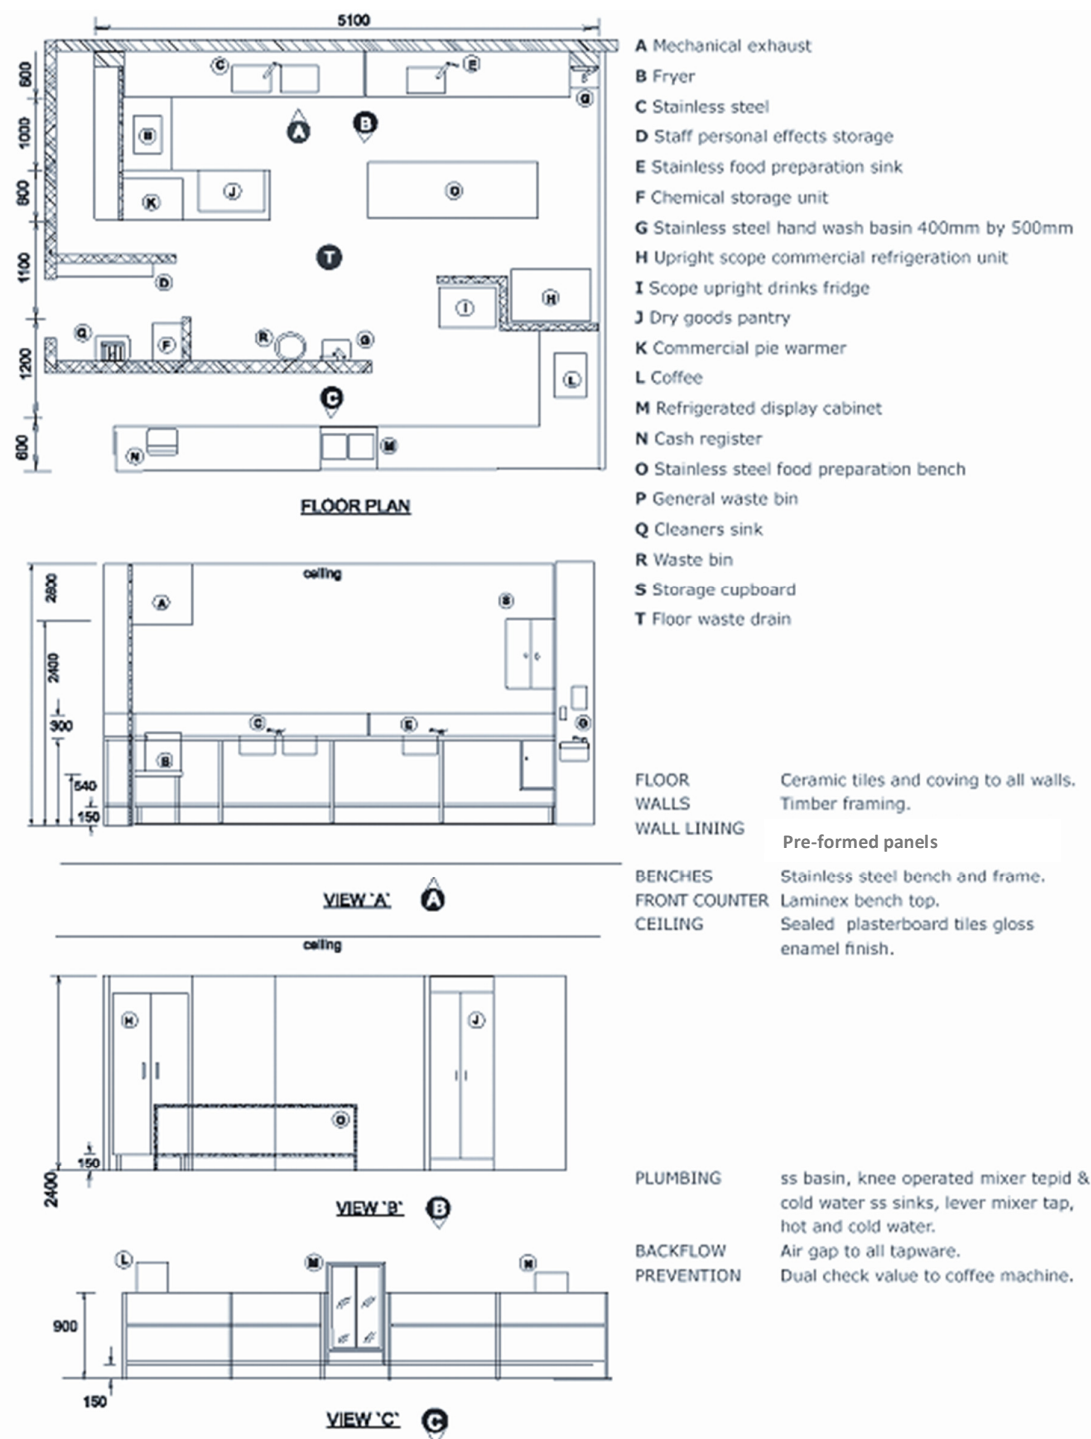 5100
600
1000
800
1100
1200
600
C
E
G
A
B
B
K
J
O
T
D
I
H
Q
F
R
G
L
C
N
M
FLOOR PLAN
A Mechanical exhaust
B Fryer
C Stainless steel
D Staff personal effects storage
E Stainless food preparation sink
F Chemical storage unit
G Stainless steel hand wash basin 400mm by 500mm
H Upright scope commercial refrigeration unit
I Scope upright drinks fridge
J Dry goods pantry
K Commercial pie warmer
L Coffee
M Refrigerated display cabinet
N Cash register
O Stainless steel food preparation bench
P General waste bin
Q Cleaners sink
R Waste bin
S Storage cupboard
T Floor waste drain
ceiling
2800
2400
300
540
150
A
S
C
E
G
B
VIEW 'A' A
FLOOR Ceramic tiles and coving to all walls.
WALLS Timber framing.
WALL LINING Pre-formed panels
BENCHES Stainless steel bench and frame.
FRONT COUNTER Laminex bench top.
CEILING Sealed plasterboard tiles gloss
enamel finish.
ceiling
H
J
O
150
2400
VIEW 'B' B
PLUMBING ss basin, knee operated mixer tepid &
cold water ss sinks, lever mixer tap,
hot and cold water.
BACKFLOW Air gap to all tapware.
PREVENTION Dual check value to coffee machine.
L
M
N
900
150
VIEW 'C' C